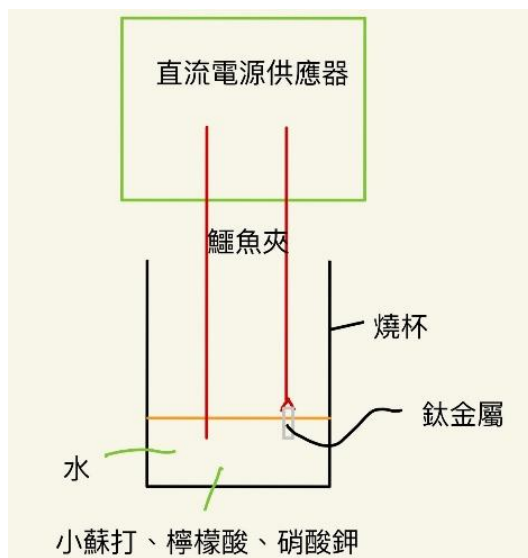 直流電源供應器
鱷魚夾
燒杯
鈦金屬
水
小蘇打、檸檬酸、硝酸鉀